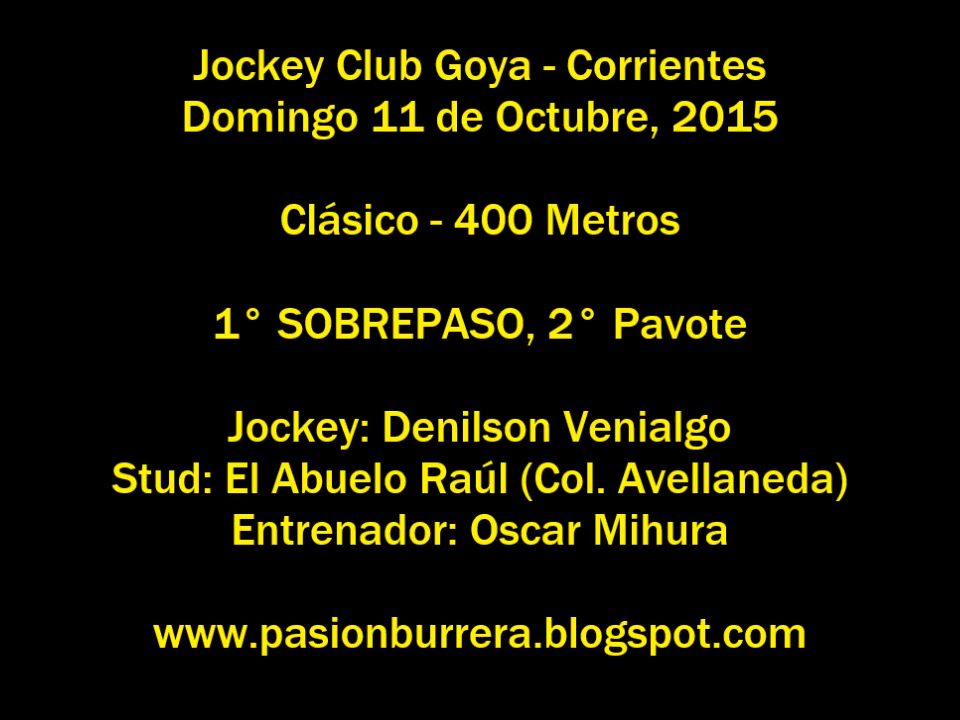 Jockey Club Goya - Corrientes
Domingo 11 de Octubre, 2015
Clásico - 400 Metros
1° SOBREPASO, 2° Pavote
Jockey: Denilson Venialgo
Stud: El Abuelo Raúl (Col. Avellaneda)
Entrenador: Oscar Mihura
www.pasionburrera.blogspot.com